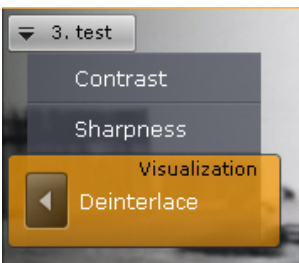 3. test
Contrast
Sharpness
Visualization
Deinterlace